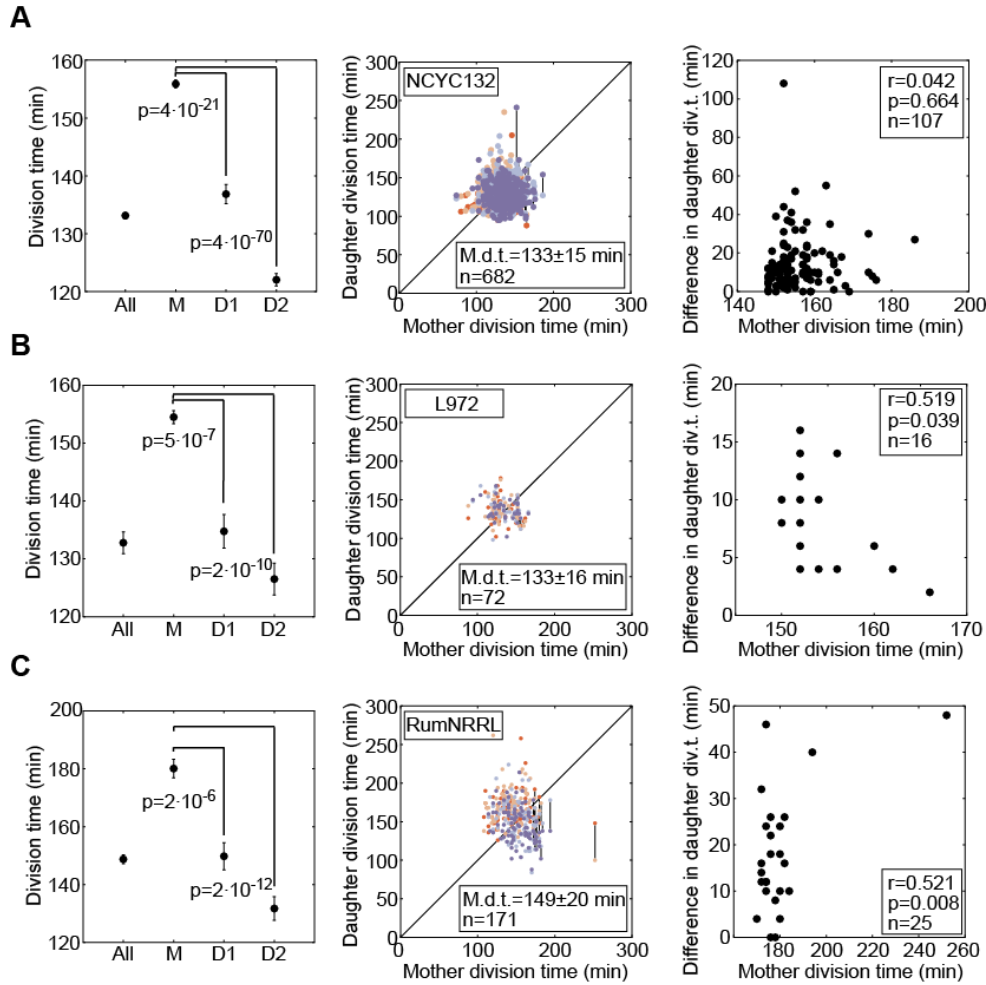 A
Division time (min)
160
150
140
130
120
p=4·10-21
p=4·10-70
All M D1 D2
Daughter division time (min)
300
250
200
150
100
50
0
NCYC132
M.d.t.=133±15 min
n=682
0 100 200 300
Mother division time (min)
Difference in daughter div.t. (min)
120
100
80
60
40
20
0
r=0.042
p=0.664
n=107
140 160 180 200
Mother division time (min)
B
Division time (min)
160
150
140
130
120
p=5·10-7
p=2·10-10
All M D1 D2
Daughter division time (min)
300
250
200
150
100
50
0
L972
M.d.t.=133±16 min
n=72
0 100 200 300
Mother division time (min)
Difference in daughter div.t. (min)
20
15
10
5
0
r=0.519
p=0.039
n=16
150 160 170
Mother division time (min)
C
Division time (min)
200
180
160
140
120
p=2·10-6
p=2·10-12
All M D1 D2
Daughter division time (min)
300
250
200
150
100
50
0
RumNRRL
M.d.t.=149±20 min
n=171
0 100 200 300
Mother division time (min)
Difference in daughter div.t. (min)
50
40
30
20
10
0
r=0.521
p=0.008
n=25
180 200 220 240 260
Mother division time (min)